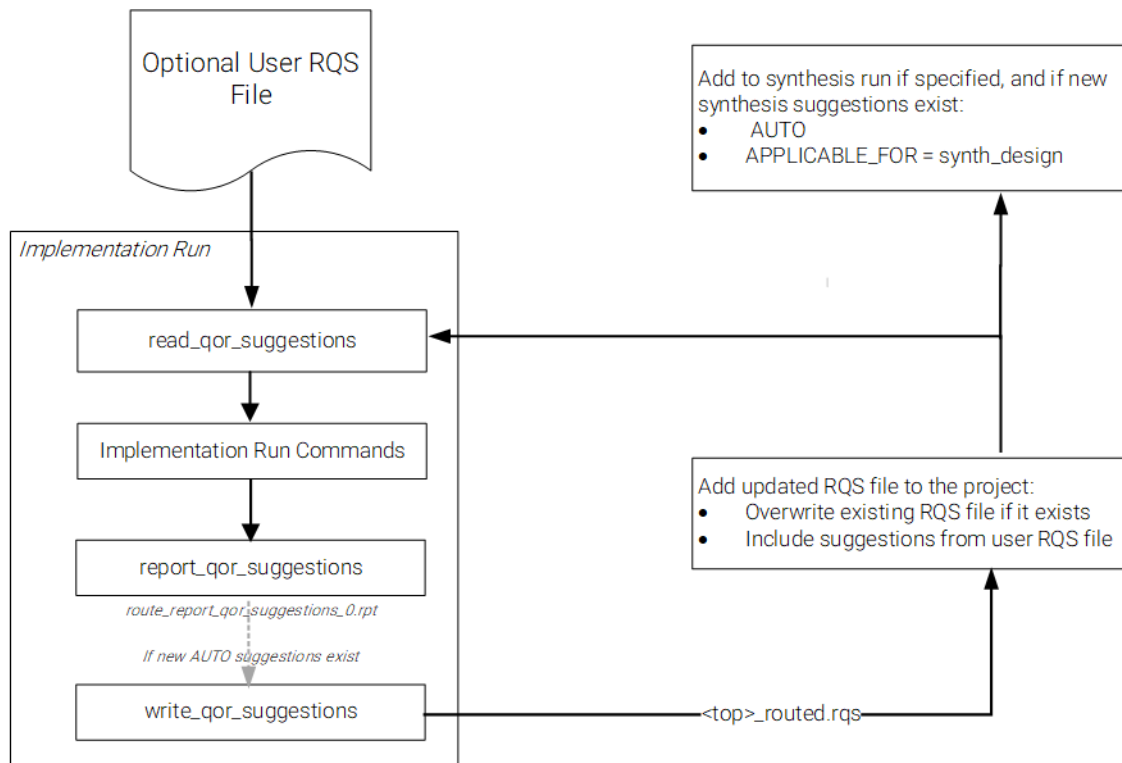 Optional User RQS
File
Implementation Run
read_qor_suggestions
Implementation Run Commands
report_qor_suggestions
route_report_qor_suggestions_0.rpt
If new AUTO suggestions exist
write_qor_suggestions
<top>_routed.rqs
Add updated RQS file to the project:
• Overwrite existing RQS file if it exists
• Include suggestions from user RQS file
Add to synthesis run if specified, and if new
synthesis suggestions exist:
• AUTO
• APPLICABLE_FOR = synth_design